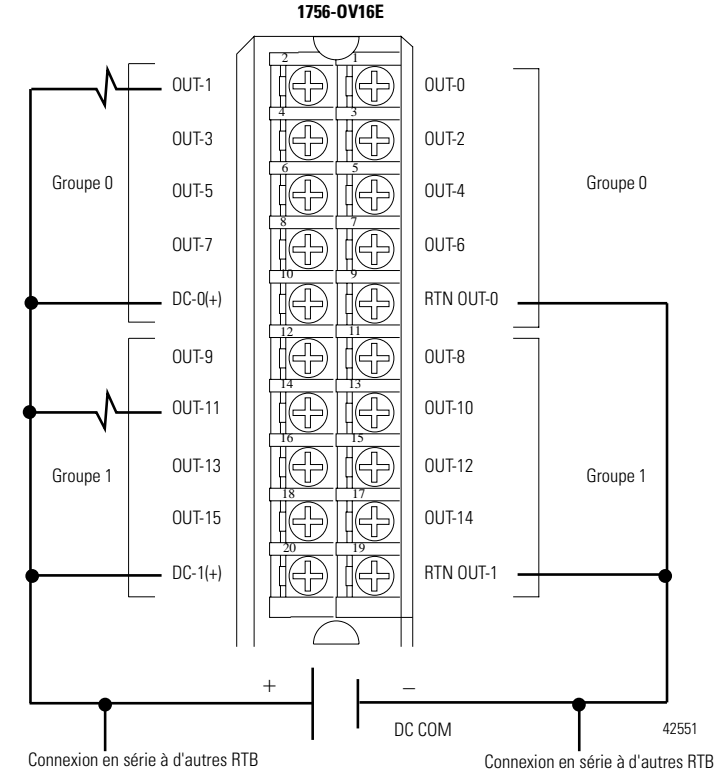 1756-OV16E
2 1
OUT-1 OUT-0
4 3
OUT-3 OUT-2
6 5
Groupe 0 OUT-5 OUT-4 Groupe 0
8 7
OUT-7 OUT-6
10 9
DC-0(+) RTN OUT-0
12 11
OUT-9 OUT-8
14 13
OUT-11 OUT-10
16 15
Groupe 1 OUT-13 OUT-12 Groupe 1
18 17
OUT-15 OUT-14
20 19
DC-1(+) RTN OUT-1
+ –
DC COM 42551
Connexion en série à d'autres RTB Connexion en série à d'autres RTB